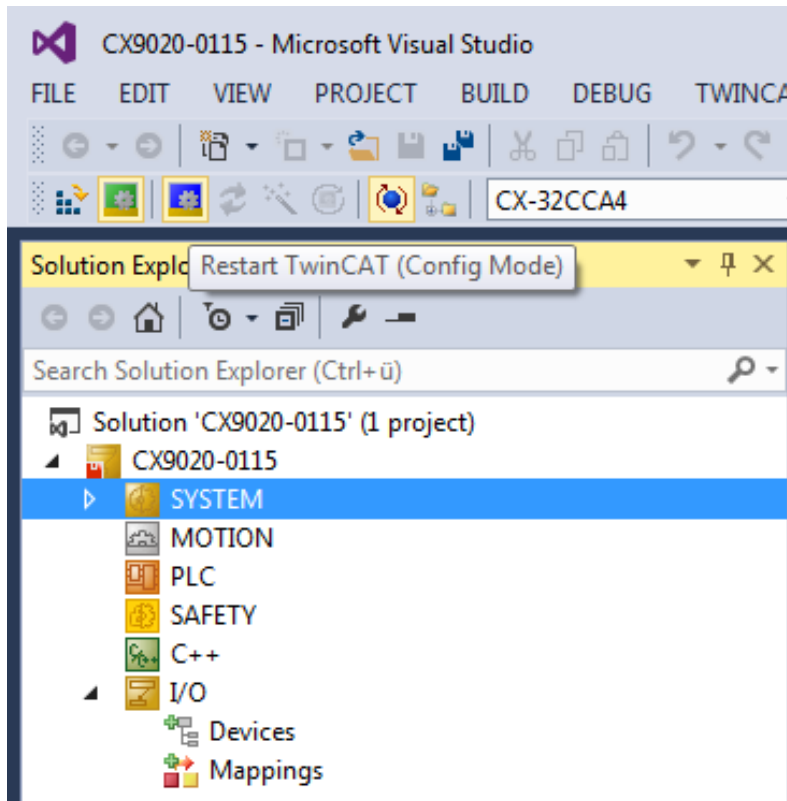 CX9020-0115 - Microsoft Visual Studio
FILE EDIT VIEW PROJECT BUILD DEBUG TWINCA
CX-32CCA4
Solution Explo
Restart TwinCAT (Config Mode)
Search Solution Explorer (Ctrl+ü)
Solution 'CX9020-0115' (1 project)
CX9020-0115
SYSTEM
MOTION
PLC
SAFETY
C++
I/O
Devices
Mappings